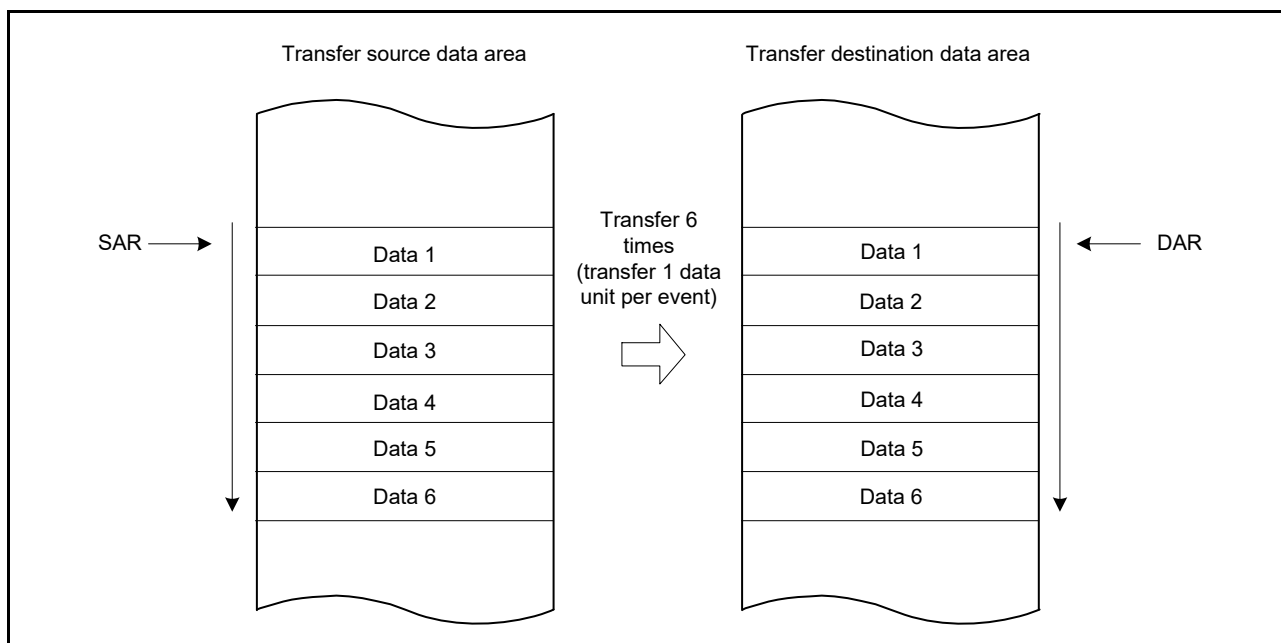 Transfer source data area
Transfer destination data area
SAR
Data 1
Data 2
Data 3
Data 4
Data 5
Data 6
Transfer 6
times
(transfer 1 data
unit per event)
Data 1
Data 2
Data 3
Data 4
Data 5
Data 6
DAR